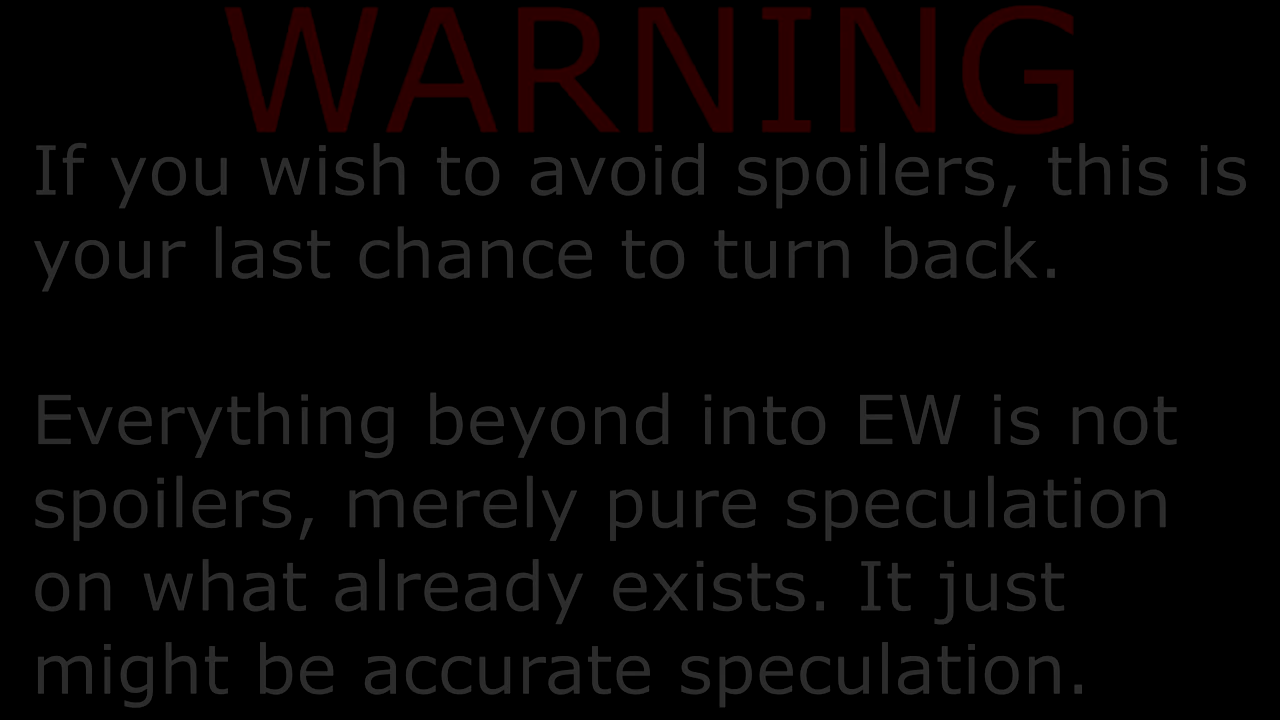 WARNING
If you wish to avoid spoilers, this is
your last chance to turn back.
Everything beyond into EW is not
spoilers, merely pure speculation
on what already exists. It just
might be accurate speculation.